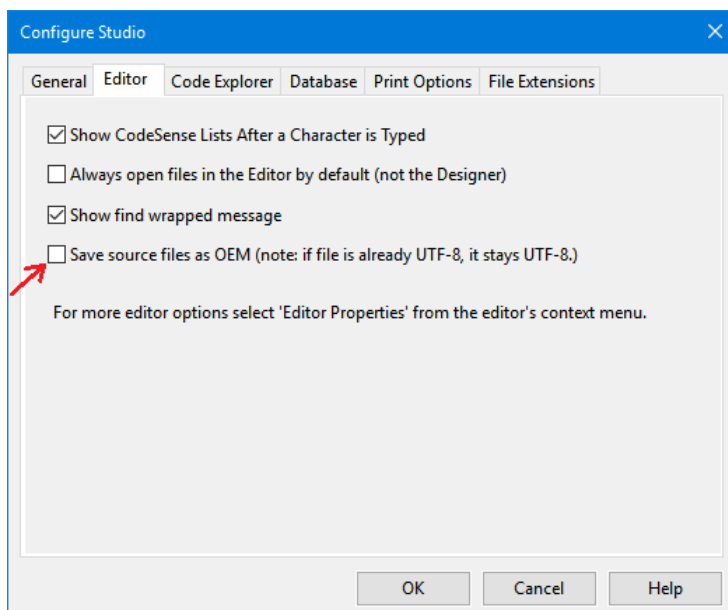 Configure Studio
General Editor Code Explorer Database Print Options File Extensions
Show CodeSense Lists After a Character is Typed
Always open files in the Editor by default (not the Designer)
Show find wrapped message
Save source files as OEM (note: if file is already UTF-8, it stays UTF-8.)
For more editor options select 'Editor Properties' from the editor's context menu.
OK Cancel Help